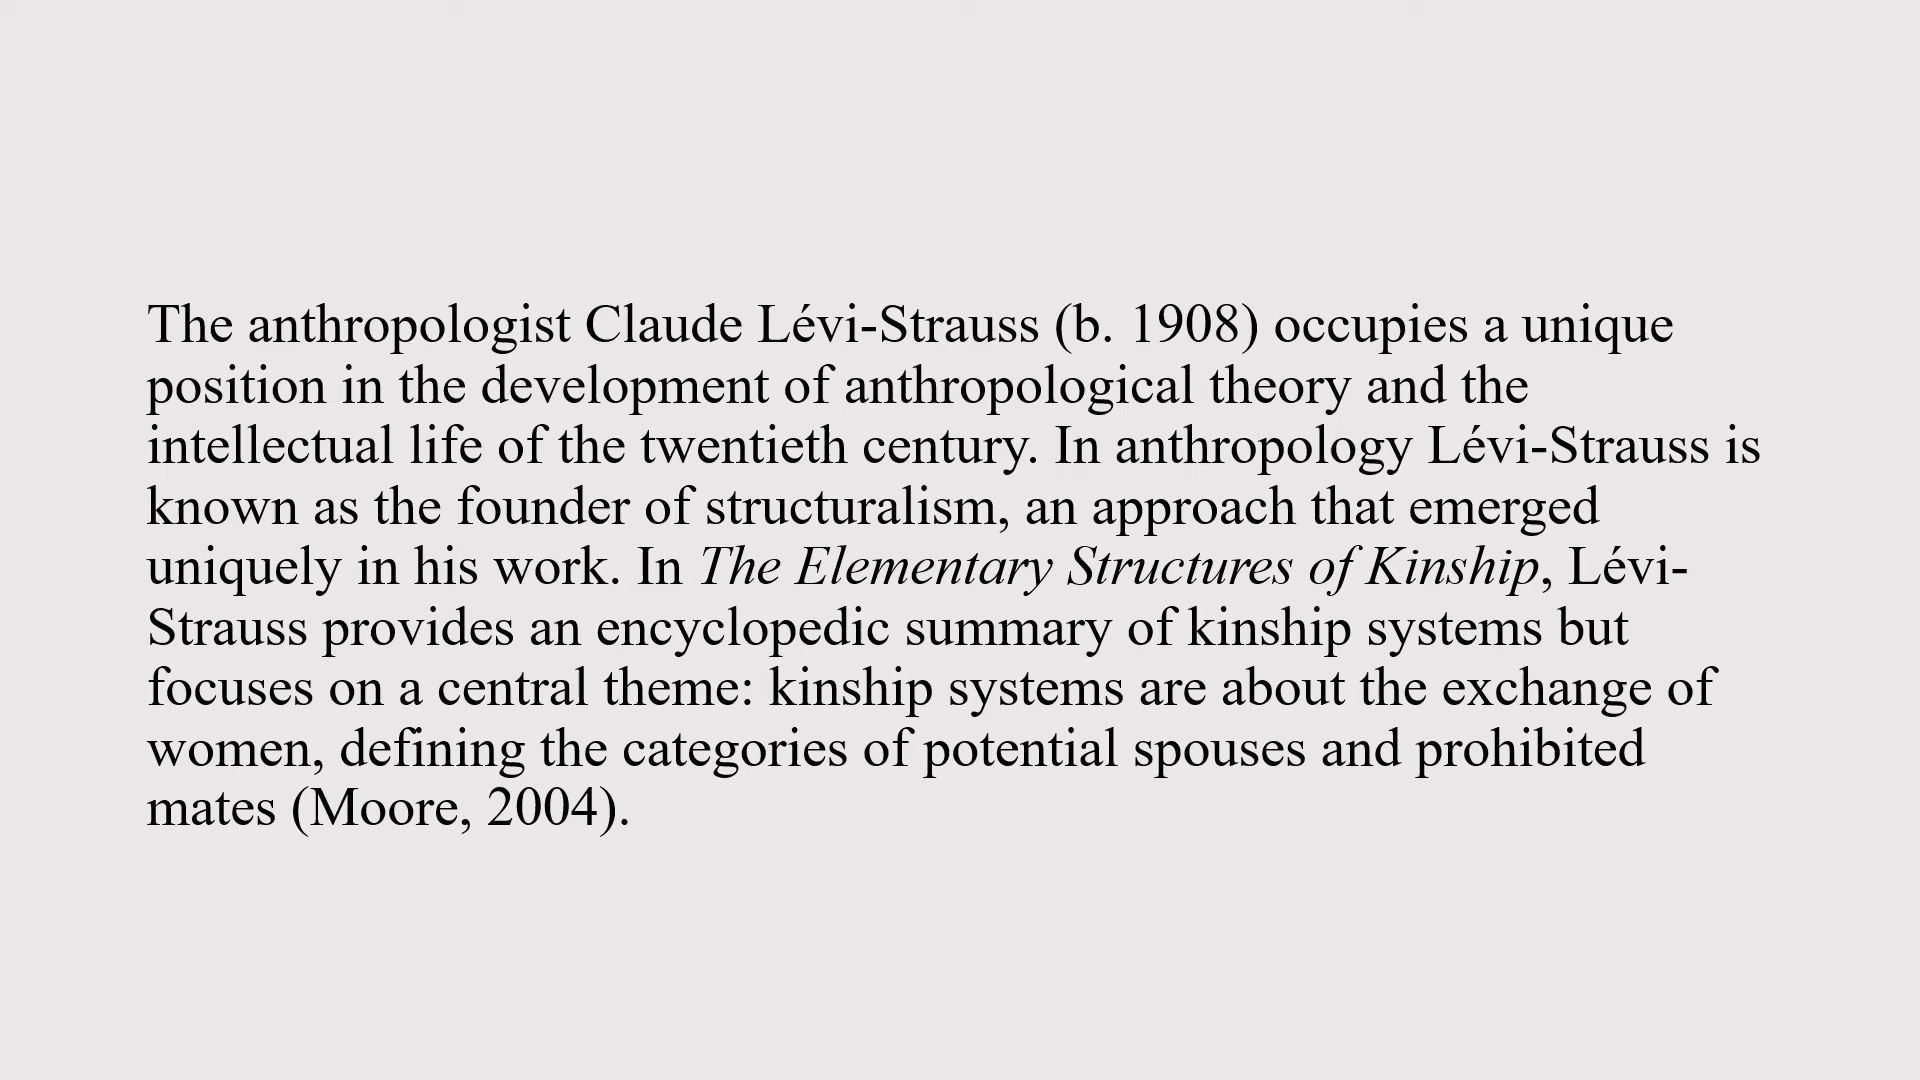 The anthropologist Claude Lévi-Strauss (b. 1908) occupies a unique
position in the development of anthropological theory and the
intellectual life of the twentieth century. In anthropology Lévi-Strauss is
known as the founder of structuralism, an approach that emerged
uniquely in his work. In The Elementary Structures of Kinship, Lévi-
Strauss provides an encyclopedic summary of kinship systems but
focuses on a central theme: kinship systems are about the exchange of
women, defining the categories of potential spouses and prohibited
mates (Moore, 2004).